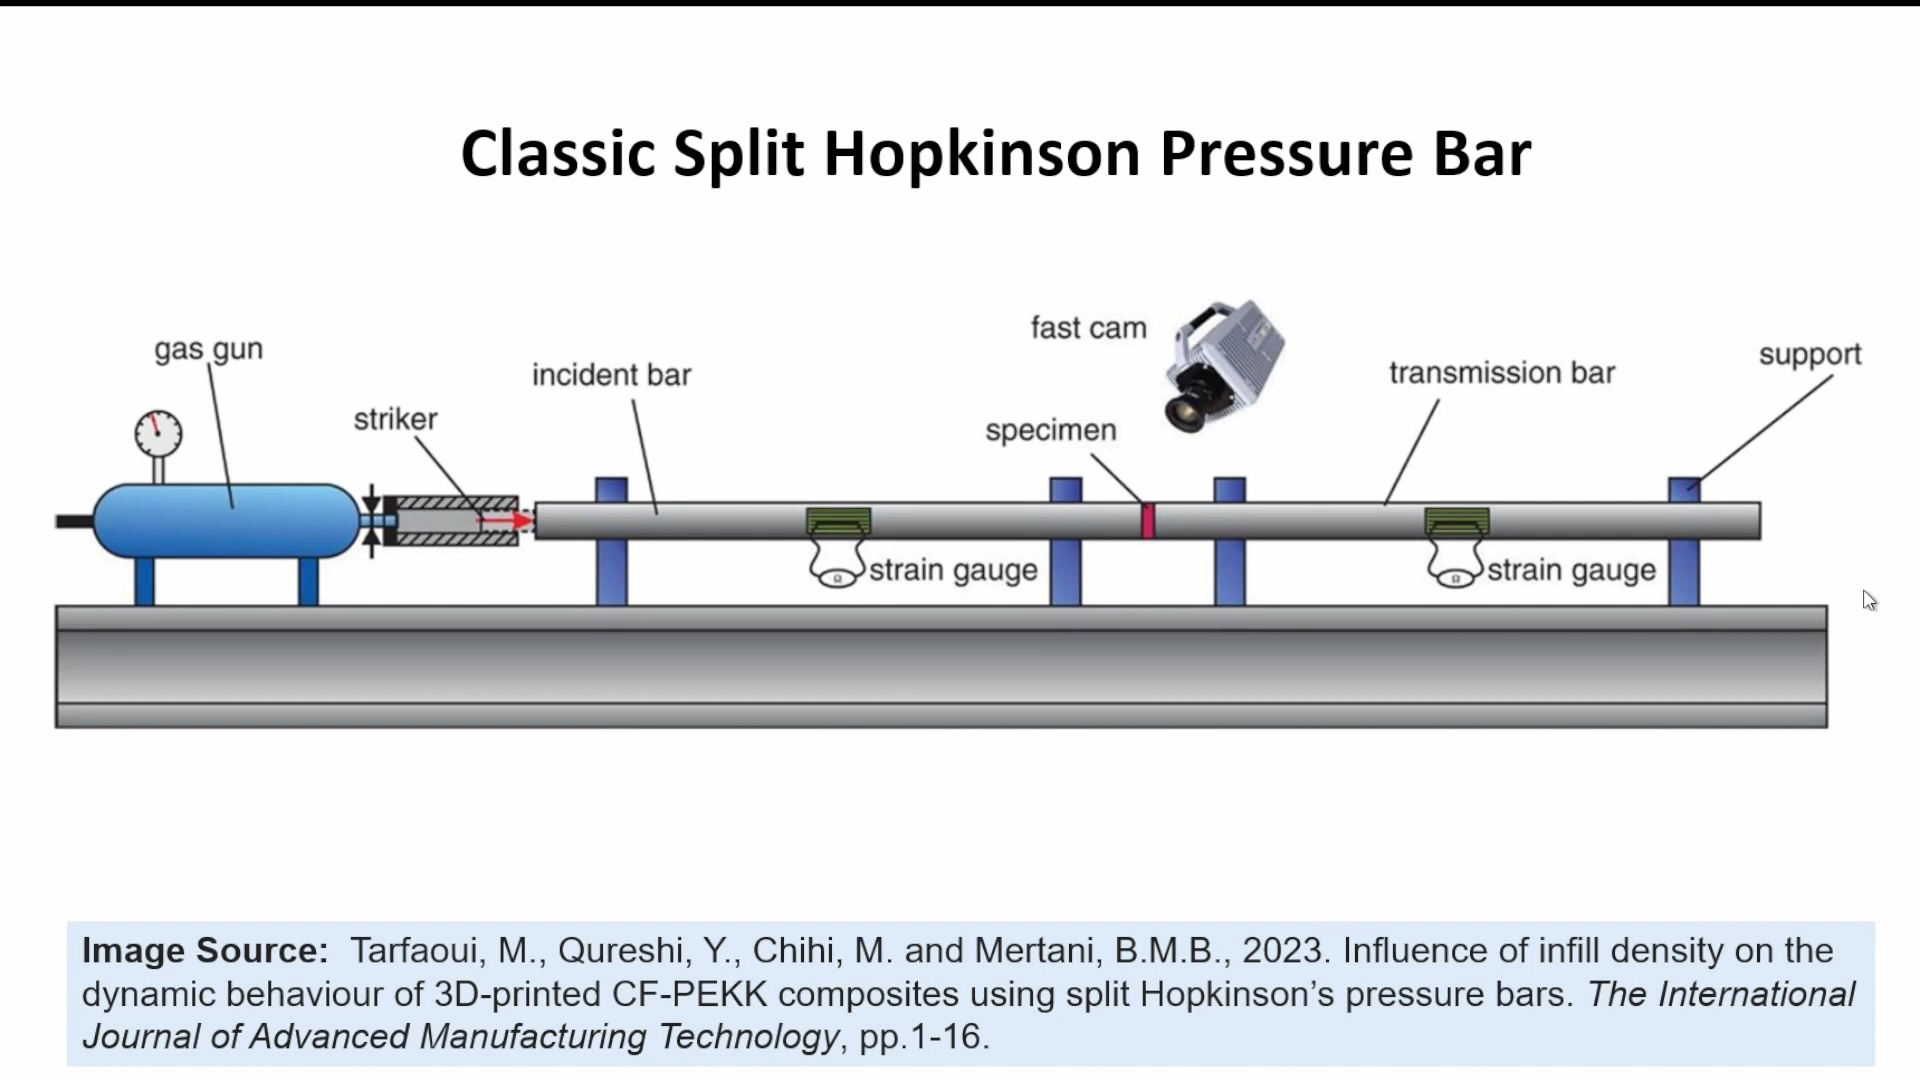 Classic Split Hopkinson Pressure Bar
fast cam
gas gun
support
incident bar
transmission bar
striker
specimen
Ω
strain gauge
Ω
strain gauge
Image Source: Tarfaoui, M., Qureshi, Y., Chihi, M. and Mertani, B.M.B., 2023. Influence of infill density on the
dynamic behaviour of 3D-printed CF-PEKK composites using split Hopkinson’s pressure bars. The International
Journal of Advanced Manufacturing Technology, pp.1-16.